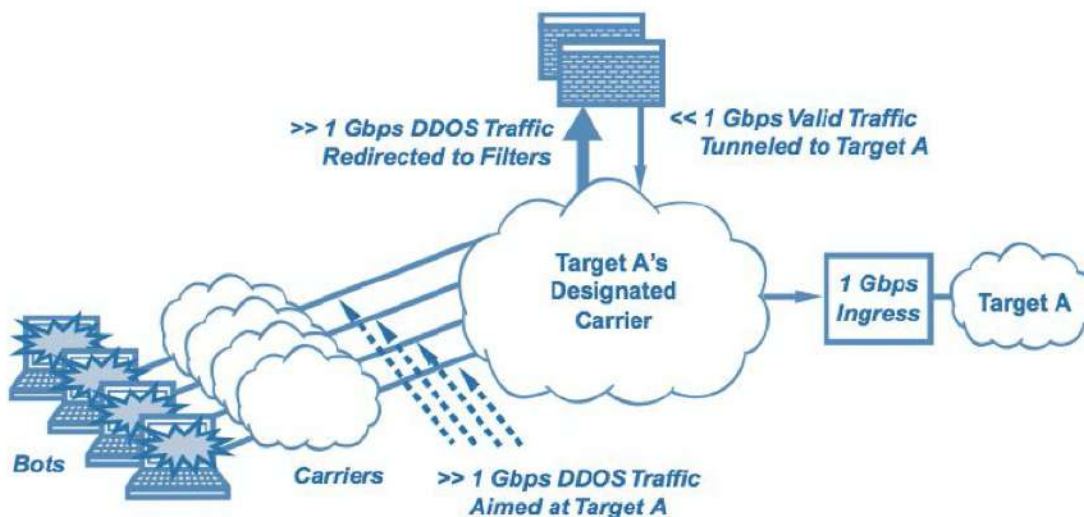 >> 1 Gbps DDOS Traffic
Redirected to Filters
<< 1 Gbps Valid Traffic
Tunneled to Target A
Target A's
Designated
Carrier
1 Gbps
Ingress
Target A
Bots
Carriers
>> 1 Gbps DDOS Traffic
Aimed at Target A